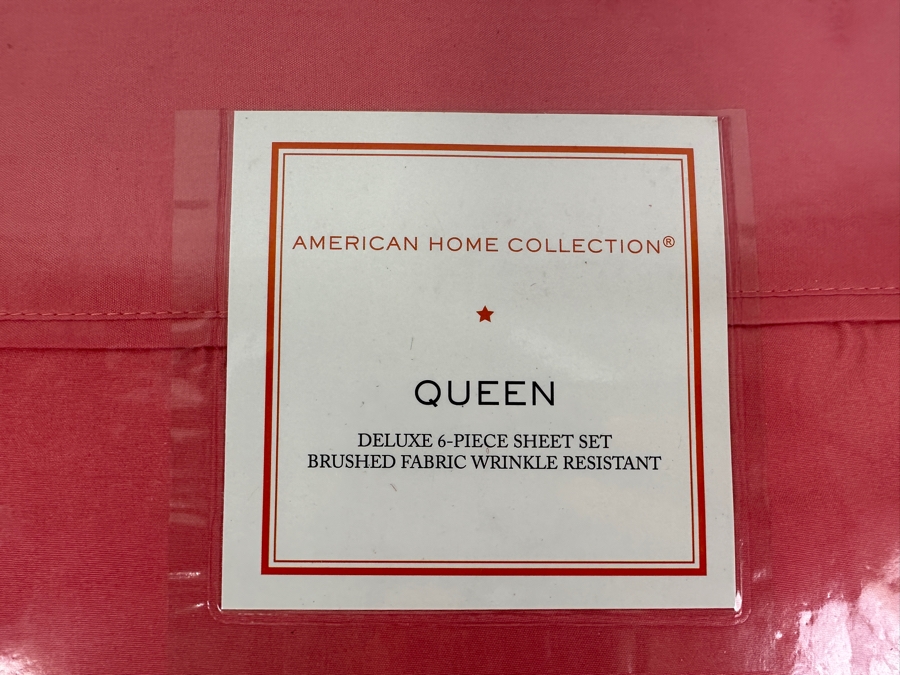 AMERICAN HOME COLLECTION®
QUEEN
DELUXE 6-PIECE SHEET SET
BRUSHED FABRIC WRINKLE RESISTANT